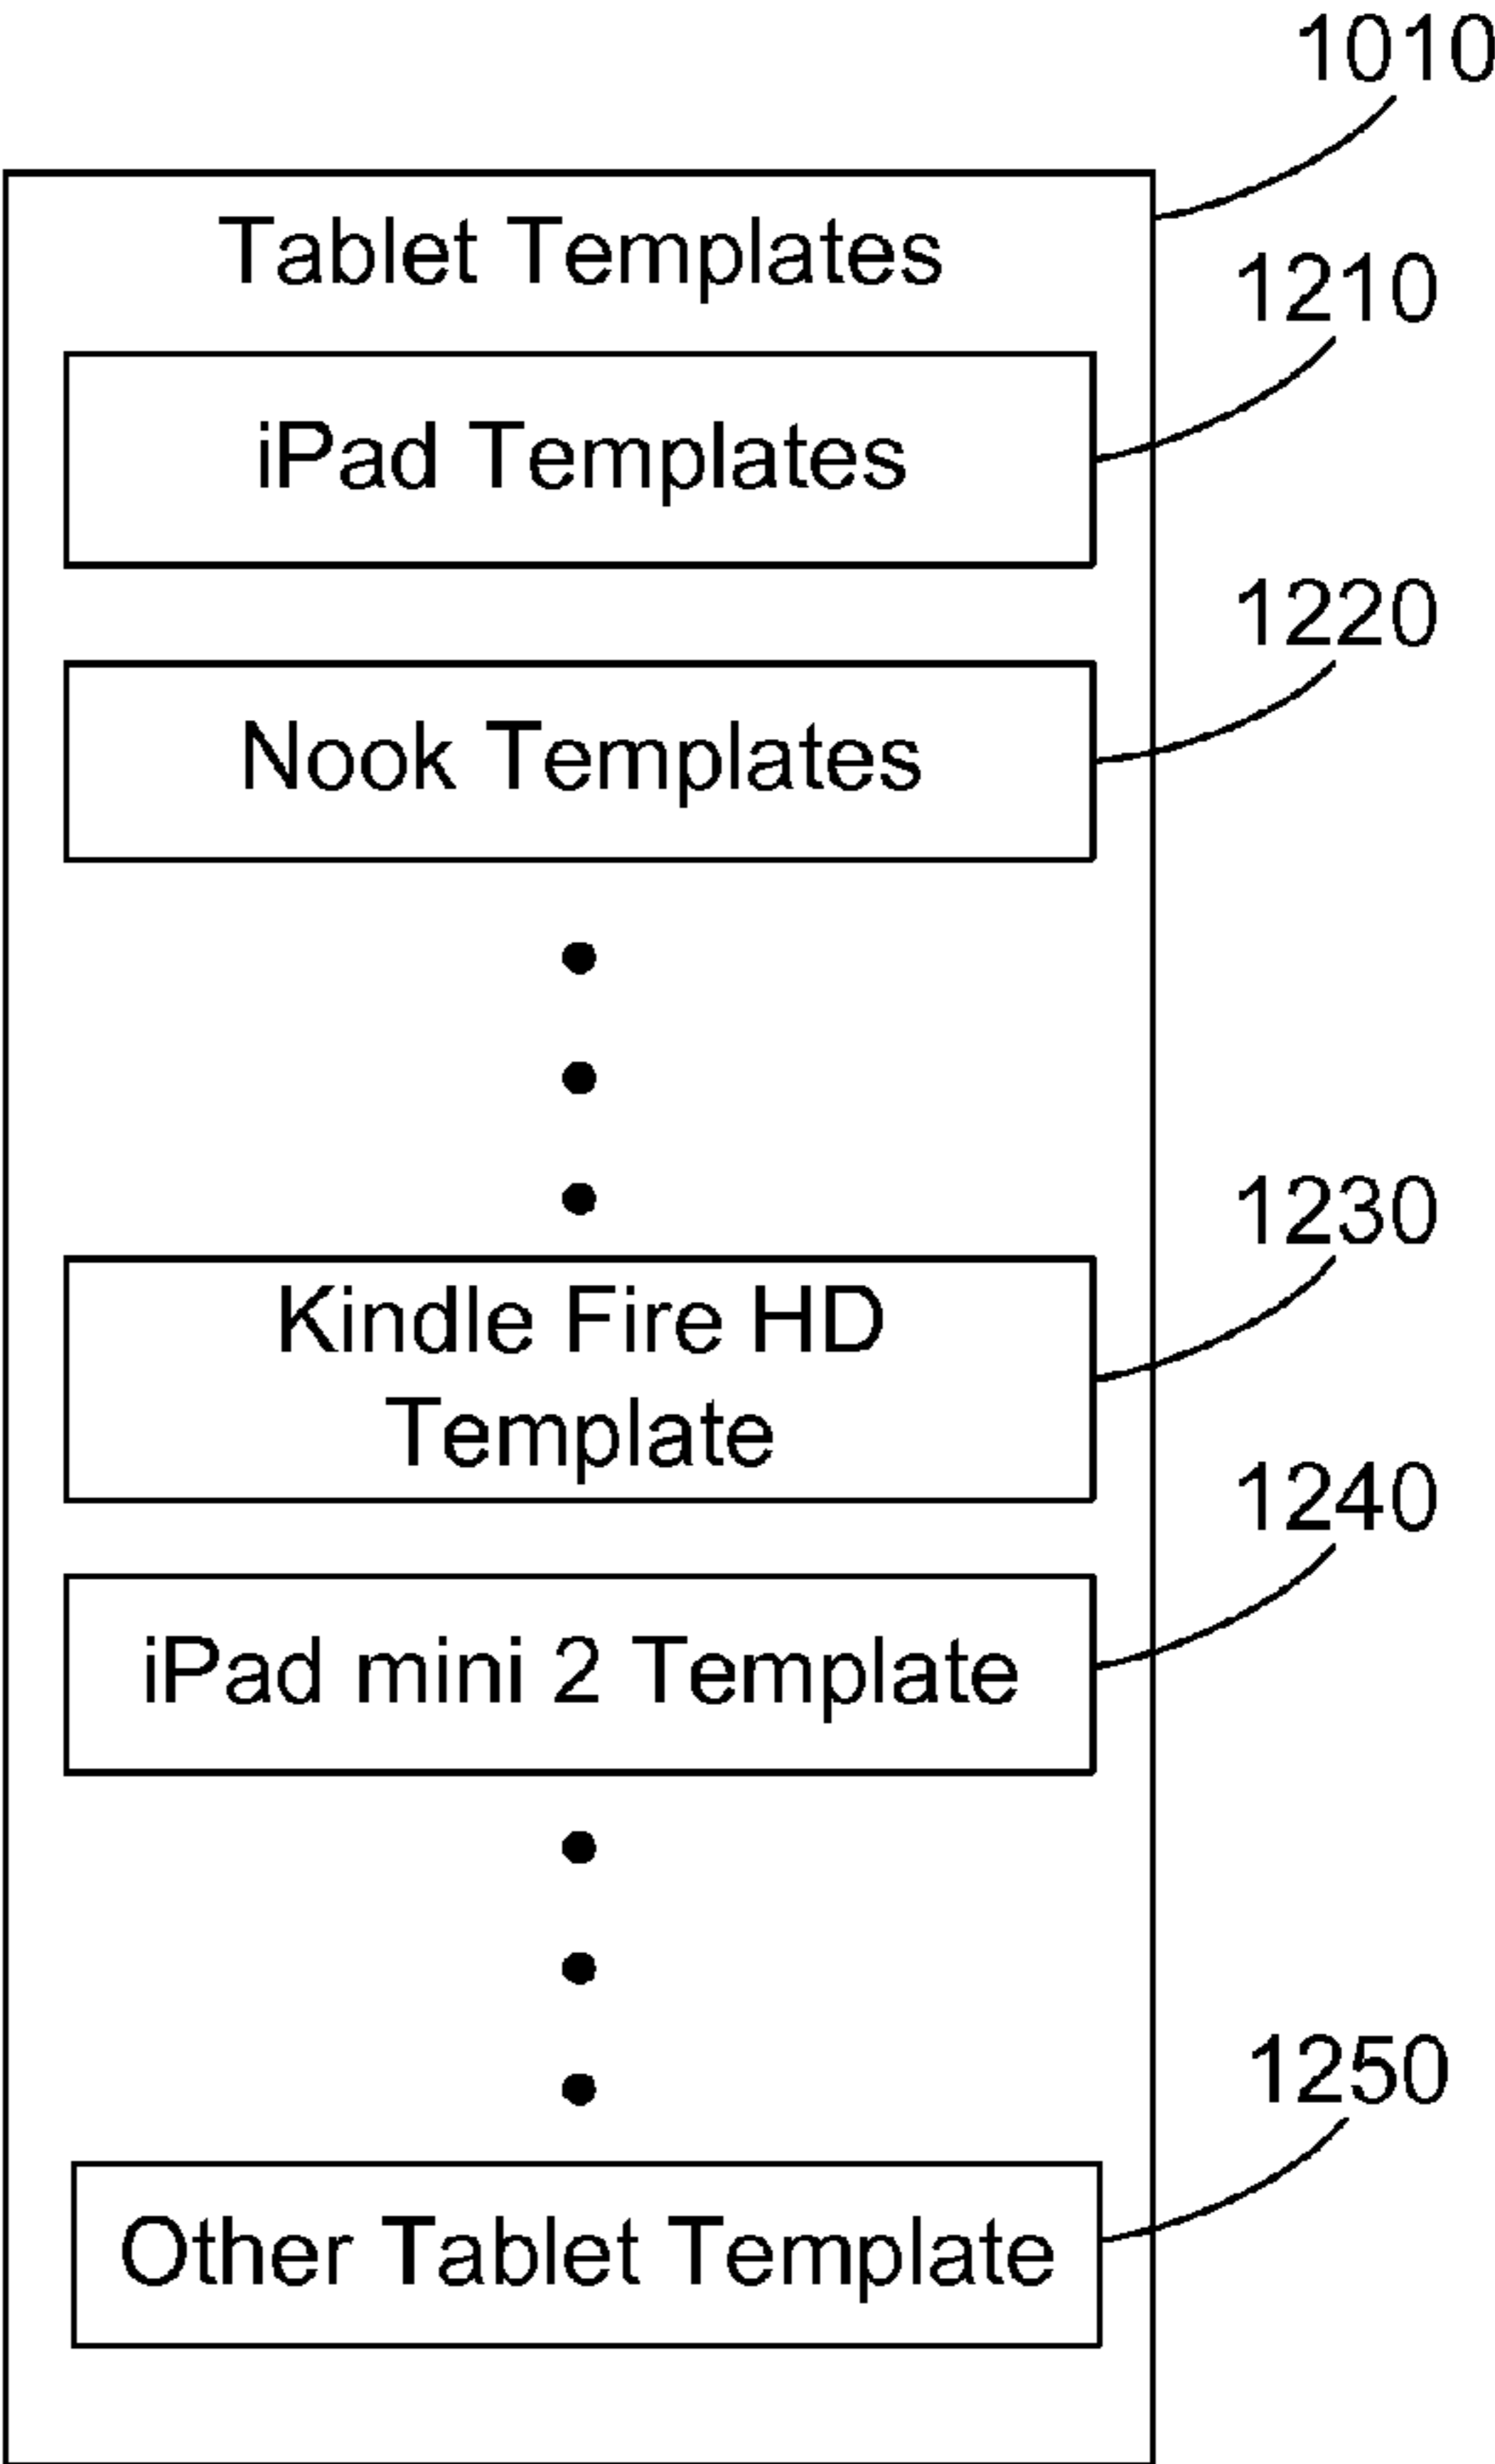 1010
Tablet Templates
1210
iPad Templates
1220
Nook Templates
1230
Kindle Fire HD
Template
1240
iPad mini 2 Template
1250
Other Tablet Template